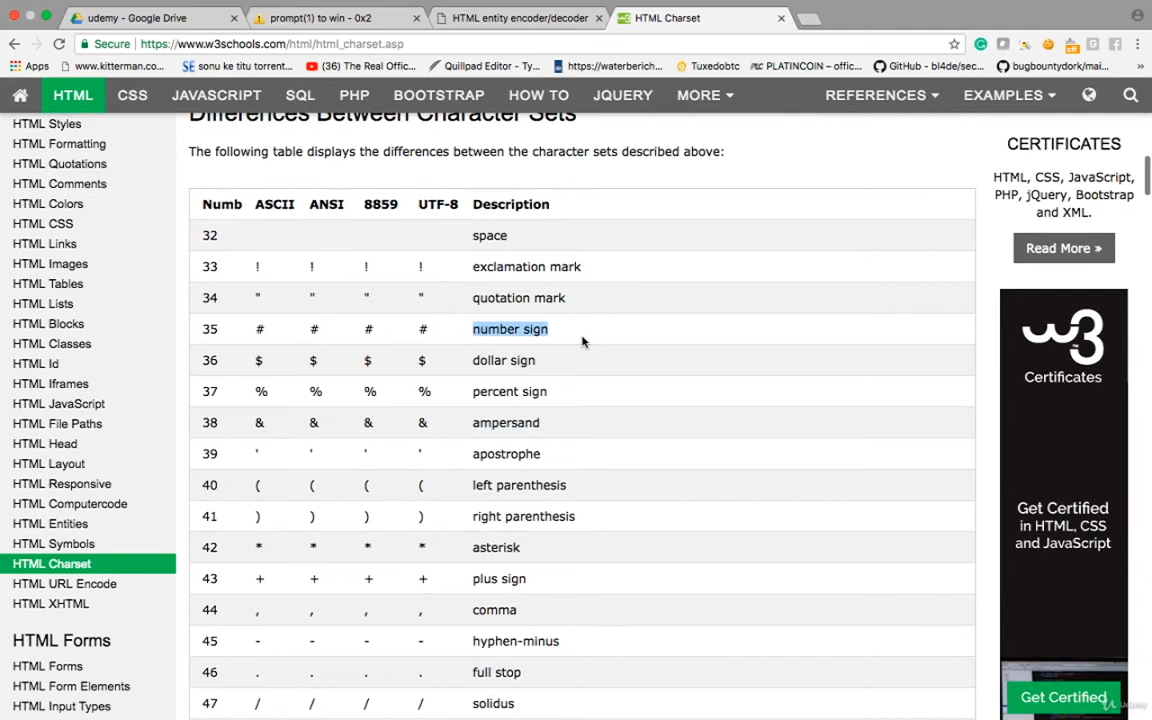 udemy - Google Drive
prompt(1) to win - 0x2
HTML entity encoder/decoder
HTML Charset
Secure
https://www.w3schools.com/html/html_charset.asp
Apps
www.kitterman.co...
SE sonu ke titu torrent...
(36) The Real Offic...
Quillpad Editor - Ty...
https://waterberich...
Tuxedobtc
PLC PLATINCOIN – offic...
GitHub - bl4de/sec...
bugbountydork/mai...
»
HTML
CSS
JAVASCRIPT
SQL
PHP
BOOTSTRAP
HOW TO
JQUERY
MORE
REFERENCES
EXAMPLES
HTML Styles
HTML Formatting
HTML Quotations
HTML Comments
HTML Colors
HTML CSS
HTML Links
HTML Images
HTML Tables
HTML Lists
HTML Blocks
HTML Classes
HTML Id
HTML Iframes
HTML JavaScript
HTML File Paths
HTML Head
HTML Layout
HTML Responsive
HTML Computercode
HTML Entities
HTML Symbols
HTML Charset
HTML URL Encode
HTML XHTML
HTML Forms
HTML Forms
HTML Form Elements
HTML Input Types
Differences Between Character Sets
The following table displays the differences between the character sets described above:
Numb ASCII ANSI 8859 UTF-8 Description
32 space
33 ! ! ! ! exclamation mark
34 " " " " quotation mark
35 # # # # number sign
36 $ $ $ $ dollar sign
37 % % % % percent sign
38 & & & & ampersand
39 ' ' ' ' apostrophe
40 ( ( ( ( left parenthesis
41 ) ) ) ) right parenthesis
42 * * * * asterisk
43 + + + + plus sign
44 , , , , comma
45 - - - - hyphen-minus
46 . . . . full stop
47 / / / / solidus
CERTIFICATES
HTML, CSS, JavaScript,
PHP, jQuery, Bootstrap
and XML.
Read More »
w3
Certificates
Get Certified
in HTML, CSS
and JavaScript
Get Certified
Udemy